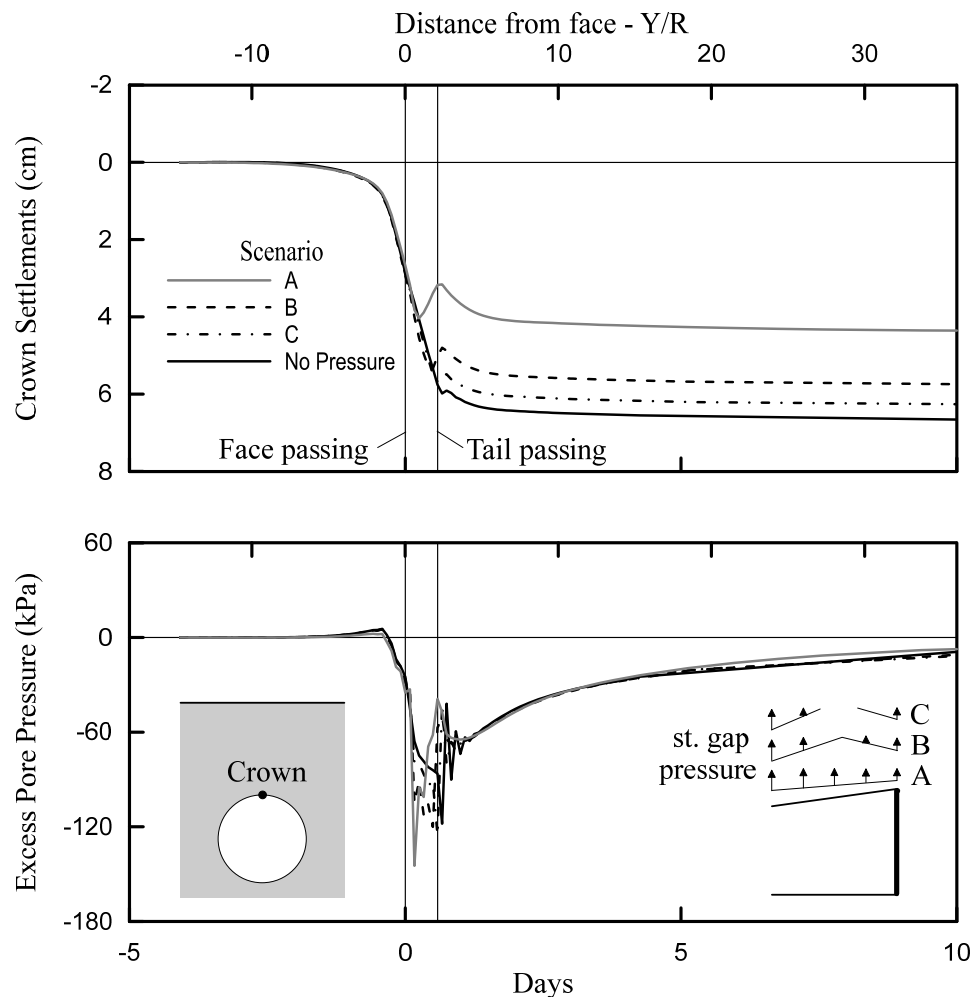 Distance from face - Y/R
-10 0 10 20 30
Crown Settlements (cm)
-2
0
2
4
6
8
Scenario
A
B
C
No Pressure
Face passing
Tail passing
Excess Pore Pressure (kPa)
60
0
-60
-120
-180
Crown
st. gap
pressure
C
B
A
-5 0 5 10
Days